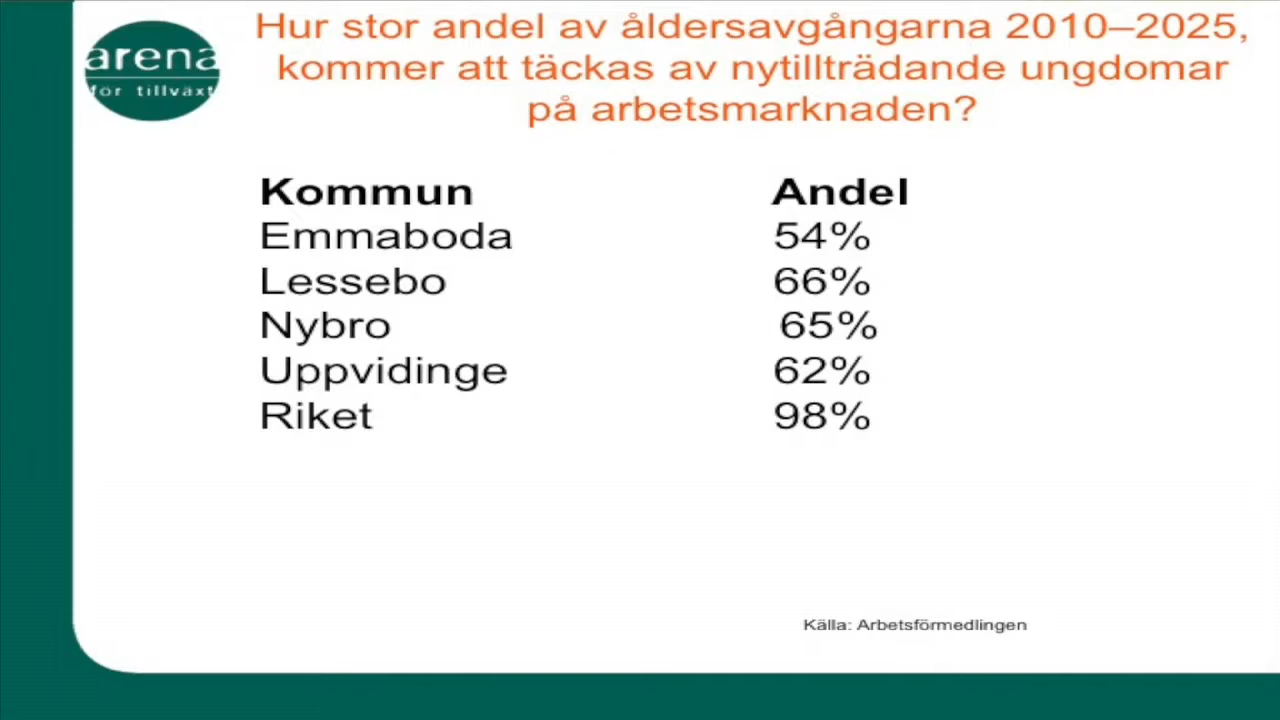 arena
för tillväxt
Hur stor andel av åldersavgångarna 2010–2025,
kommer att täckas av nytillträdande ungdomar
på arbetsmarknaden?
Kommun Andel
Emmaboda 54%
Lessebo 66%
Nybro 65%
Uppvidinge 62%
Riket 98%
Källa: Arbetsförmedlingen